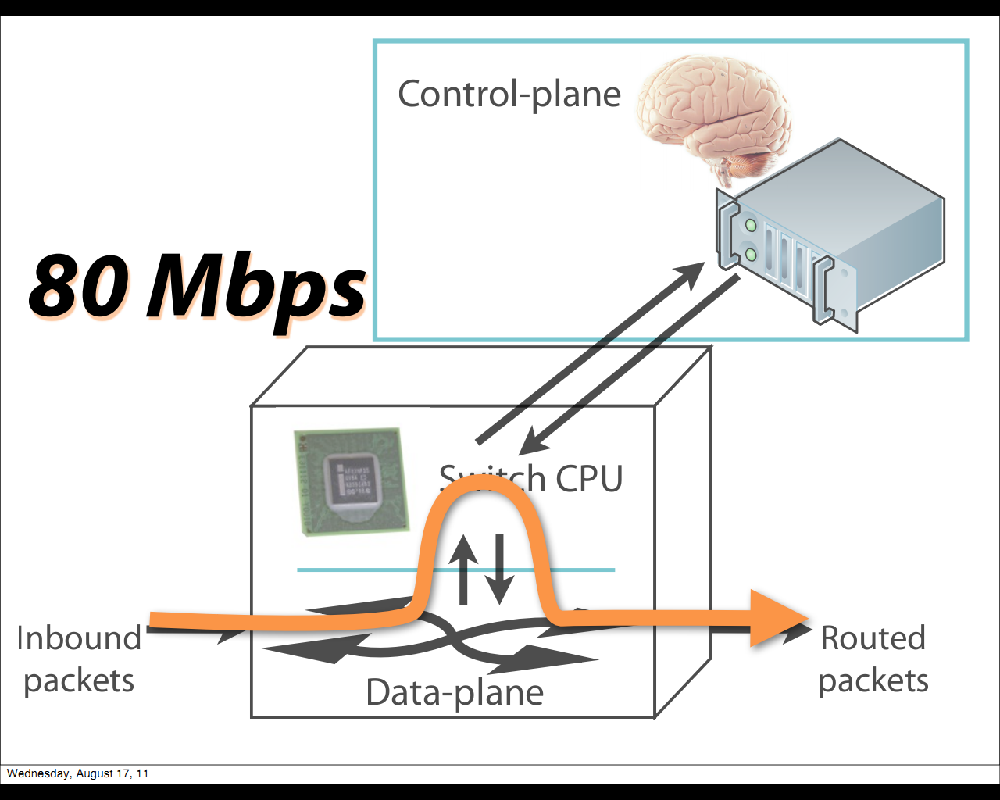 Control-plane
80 Mbps
Switch CPU
Inbound
packets
Routed
packets
Data-plane
Wednesday, August 17, 11